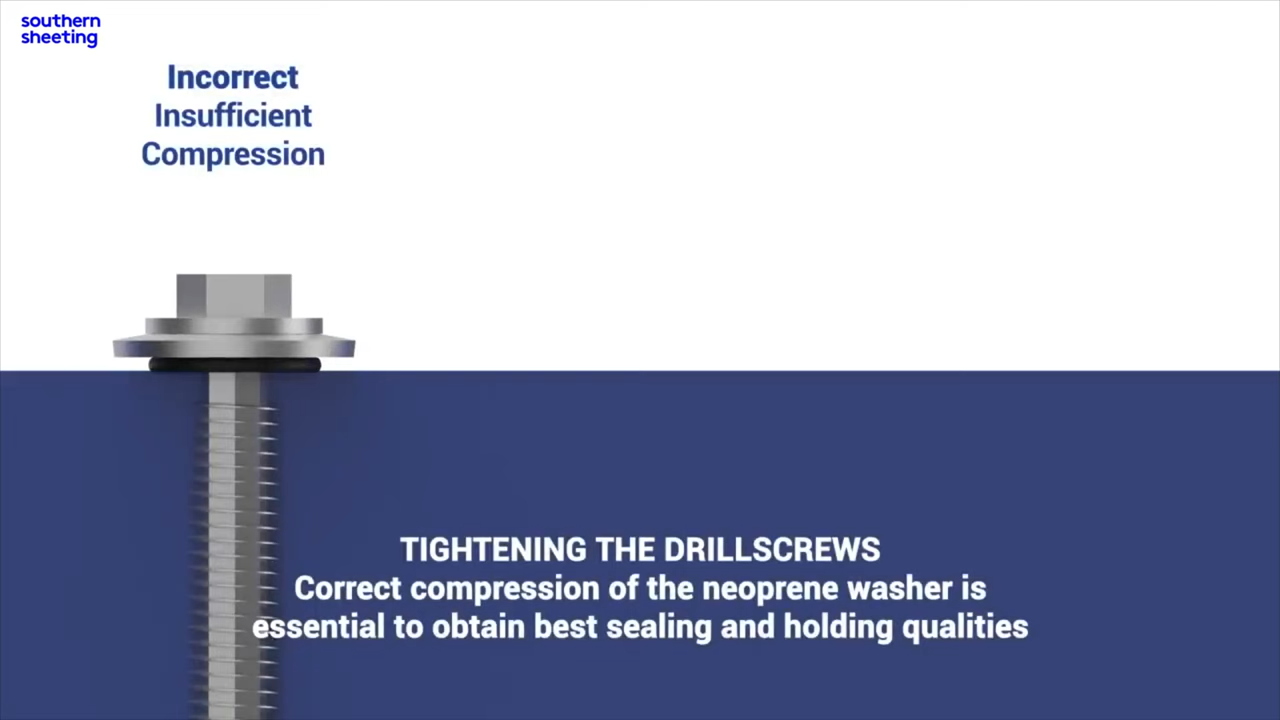 southern
sheeting
Incorrect
Insufficient
Compression
TIGHTENING THE DRILLSCREWS
Correct compression of the neoprene washer is
essential to obtain best sealing and holding qualities